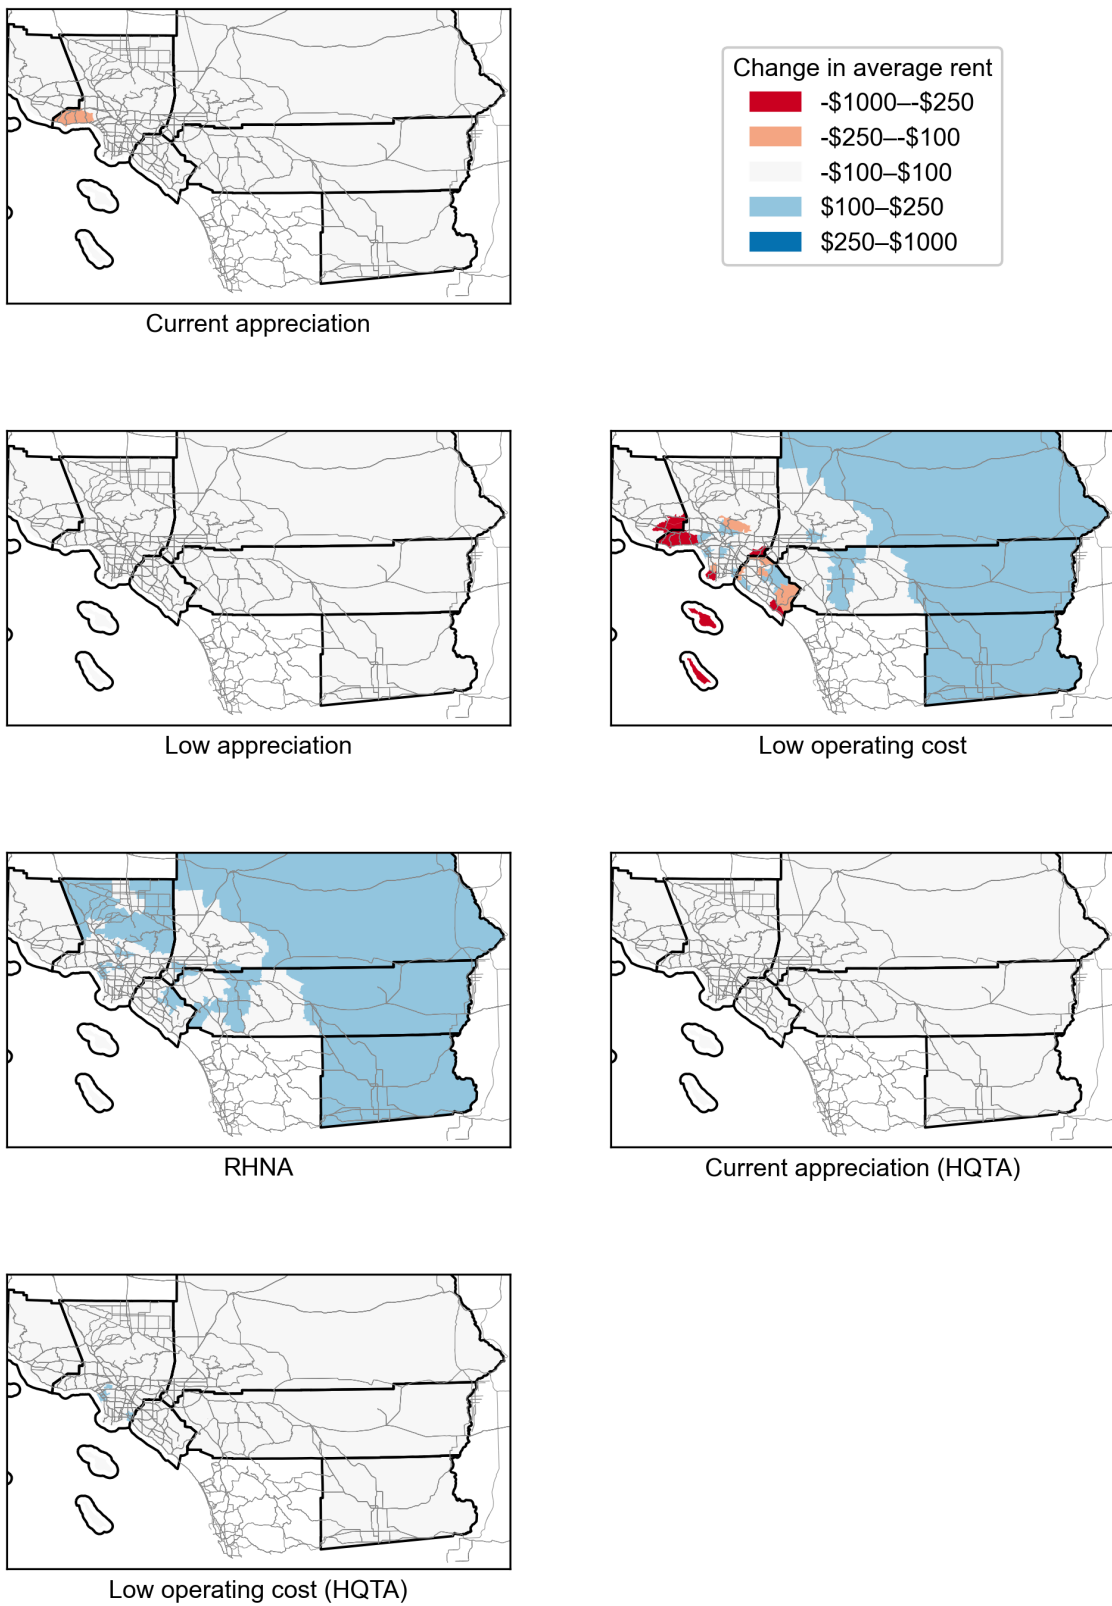 Change in average rent
-$1000–-$250
-$250–-$100
-$100–$100
$100–$250
$250–$1000
Current appreciation
Low appreciation
Low operating cost
RHNA
Current appreciation (HQTA)
Low operating cost (HQTA)